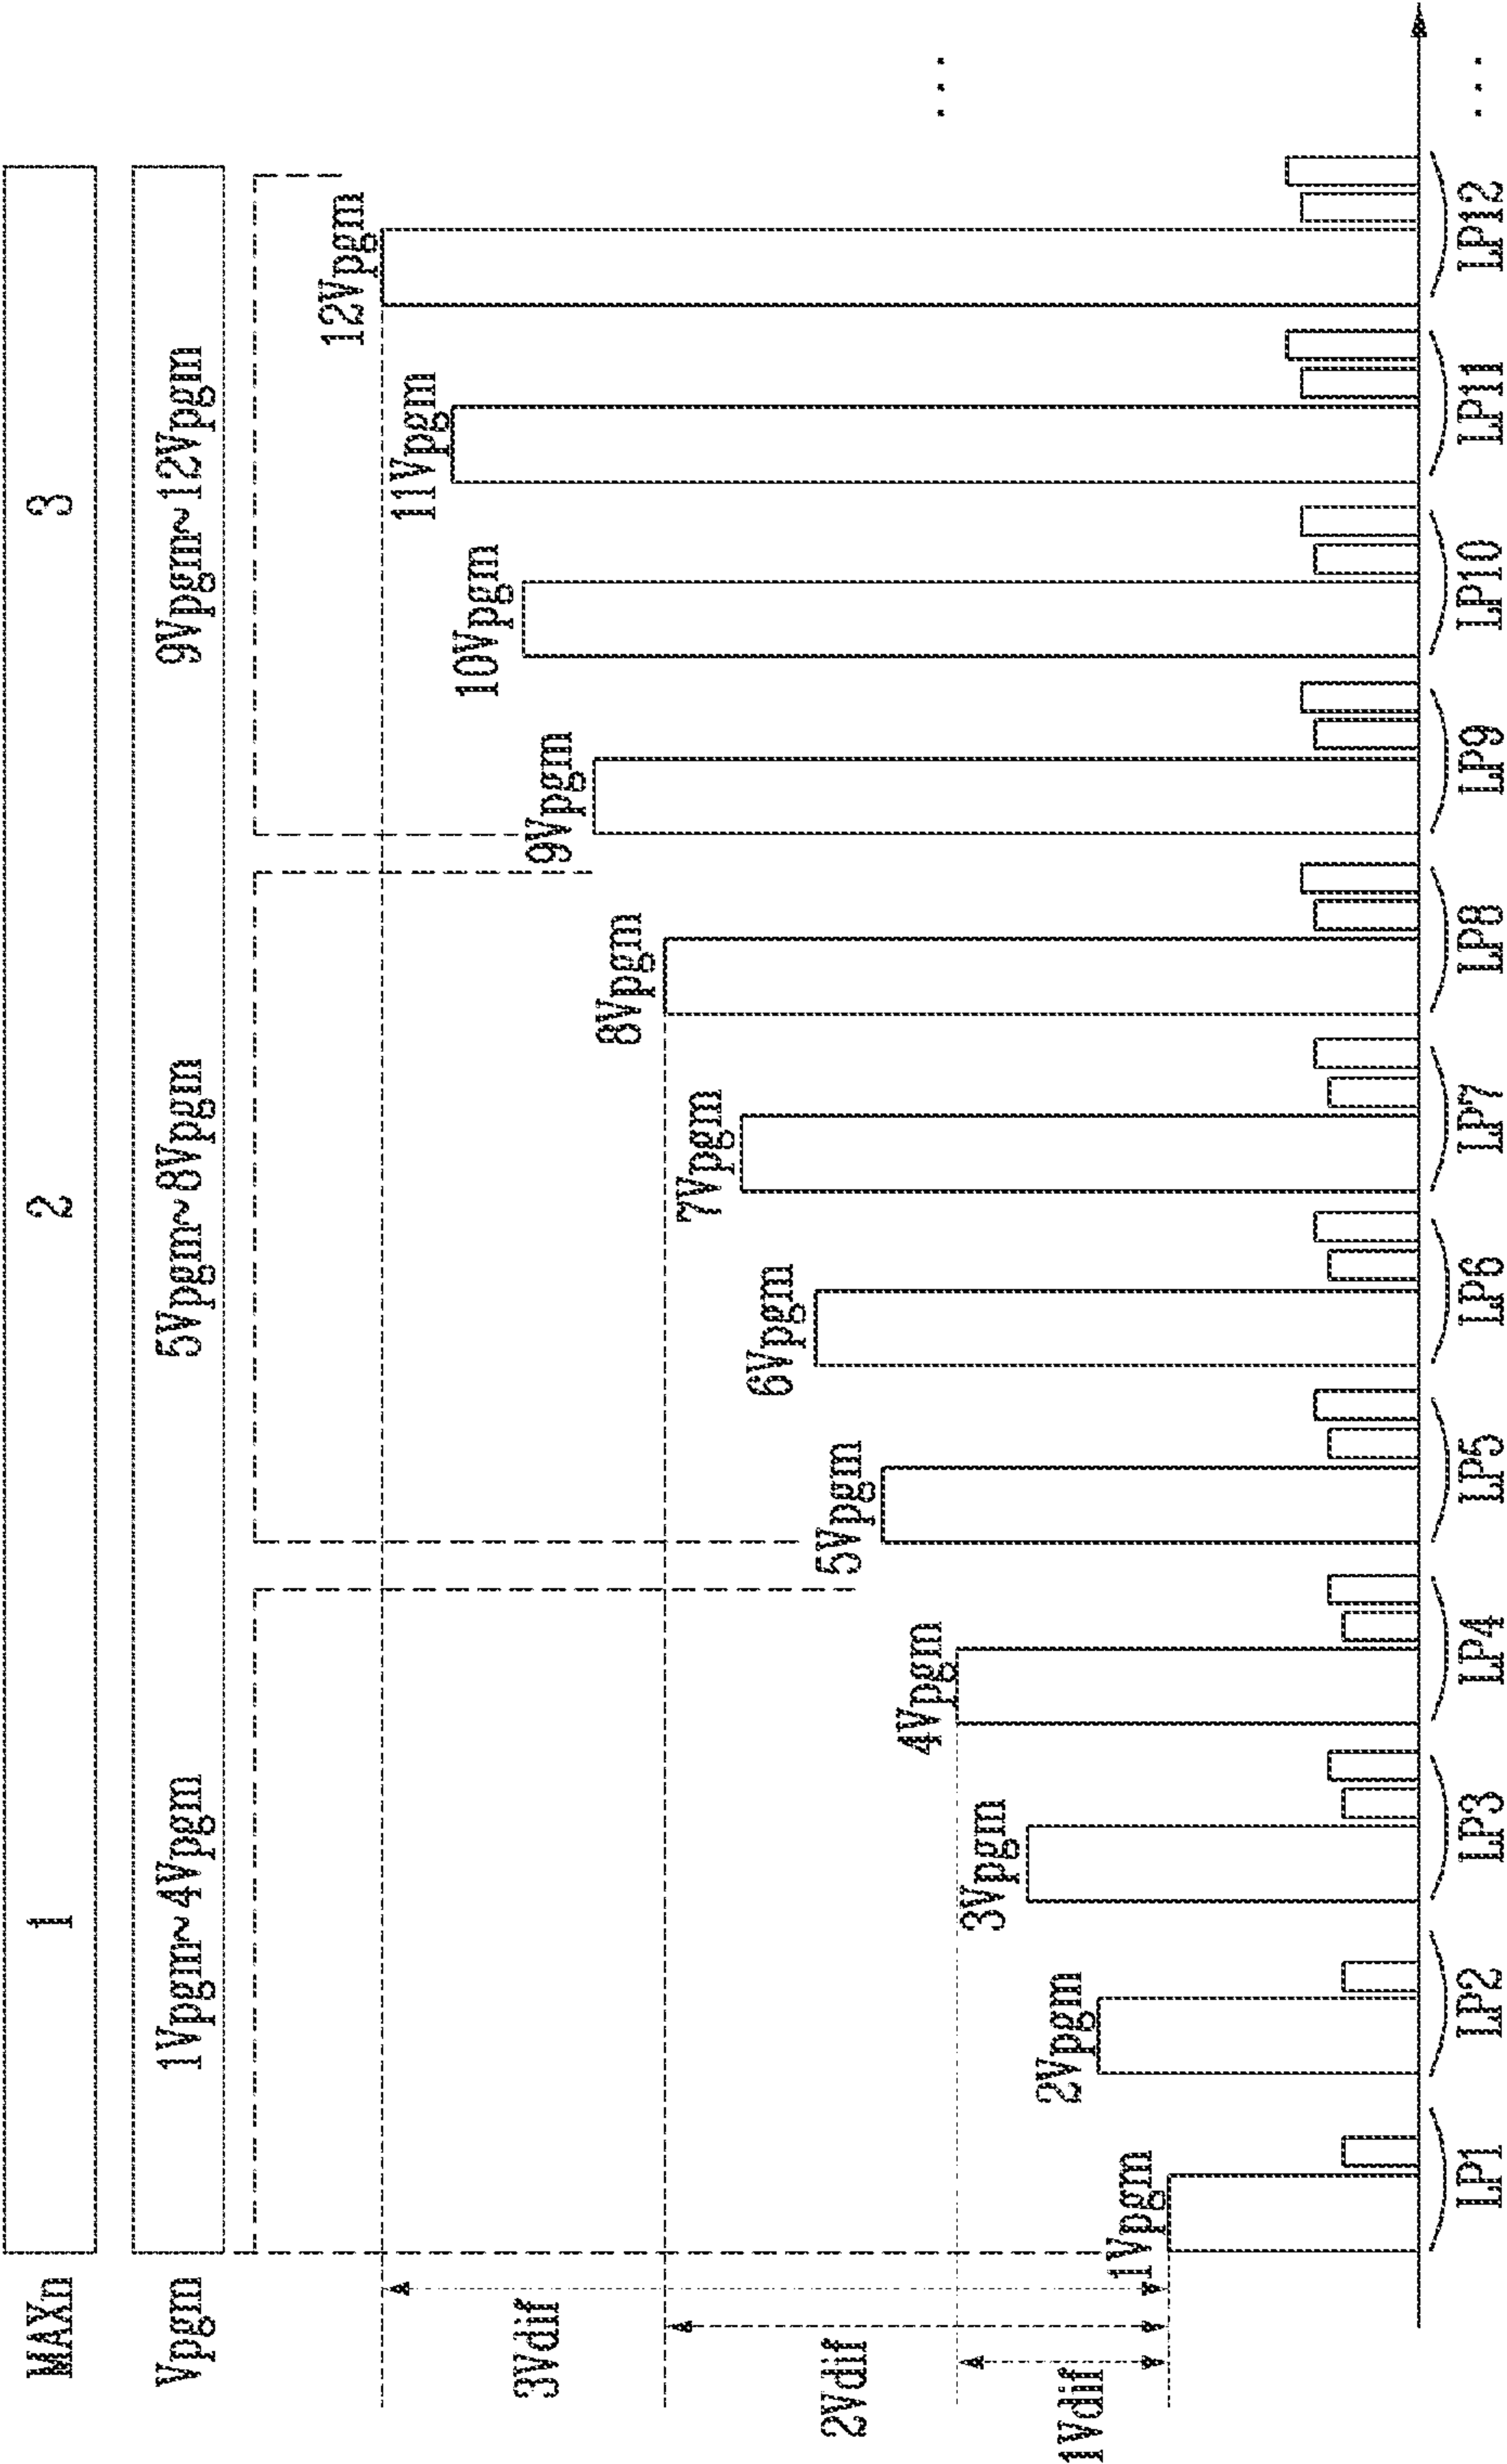 MAXn 1 2 3
Vpgm 1Vpgm~4Vpgm 5Vpgm~8Vpgm 9Vpgm~12Vpgm
12Vpgm
11Vpgm
10Vpgm
9Vpgm
8Vpgm
7Vpgm
6Vpgm
5Vpgm
4Vpgm
3Vpgm
2Vpgm
1Vpgm
3Vdif
2Vdif
1Vdif
...
LP1 LP2 LP3 LP4 LP5 LP6 LP7 LP8 LP9 LP10 LP11 LP12 ...